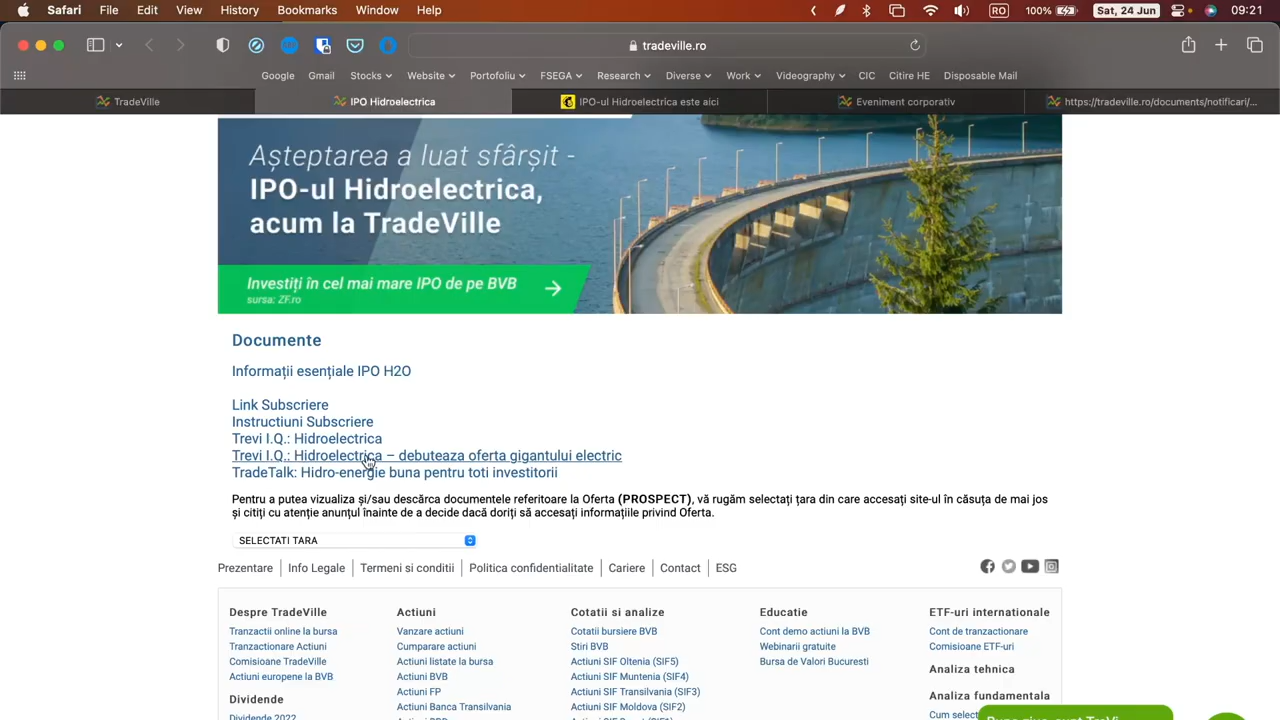 Safari File Edit View History Bookmarks Window Help RO 100% Sat, 24 Jun 09:21
tradeville.ro
Google Gmail Stocks Website Portofoliu FSEGA Research Diverse Work Videography CIC Citire HE Disposable Mail
TradeVille IPO Hidroelectrica IPO-ul Hidroelectrica este aici Eveniment corporativ https://tradeville.ro/documents/notificari/...
Așteptarea a luat sfârșit -
IPO-ul Hidroelectrica,
acum la TradeVille
Investiți în cel mai mare IPO de pe BVB
sursa: ZF.ro
Documente
Informații esențiale IPO H2O
Link Subscriere
Instructiuni Subscriere
Trevi I.Q.: Hidroelectrica
Trevi I.Q.: Hidroelectrica – debuteaza oferta gigantului electric
TradeTalk: Hidro-energie buna pentru toti investitorii
Pentru a putea vizualiza și/sau descărca documentele referitoare la Oferta (PROSPECT), vă rugăm selectați țara din care accesați site-ul în căsuța de mai jos
și citiți cu atenție anunțul înainte de a decide dacă doriți să accesați informațiile privind Oferta.
SELECTATI TARA
Prezentare Info Legale Termeni si conditii Politica confidentialitate Cariere Contact ESG
Despre TradeVille Actiuni Cotatii si analize Educatie ETF-uri internationale
Tranzactii online la bursa Vanzare actiuni Cotatii bursiere BVB Cont demo actiuni la BVB Cont de tranzactionare
Tranzactionare Actiuni Cumparare actiuni Stiri BVB Webinarii gratuite Comisioane ETF-uri
Comisioane TradeVille Actiuni listate la bursa Actiuni SIF Oltenia (SIF5) Bursa de Valori Bucuresti
Analiza tehnica
Actiuni europene la BVB Actiuni BVB Actiuni SIF Muntenia (SIF4)
Dividende Actiuni FP Actiuni SIF Transilvania (SIF3) Analiza fundamentala
Actiuni Banca Transilvania Actiuni SIF Moldova (SIF2)
Dividende 2022 Cum select